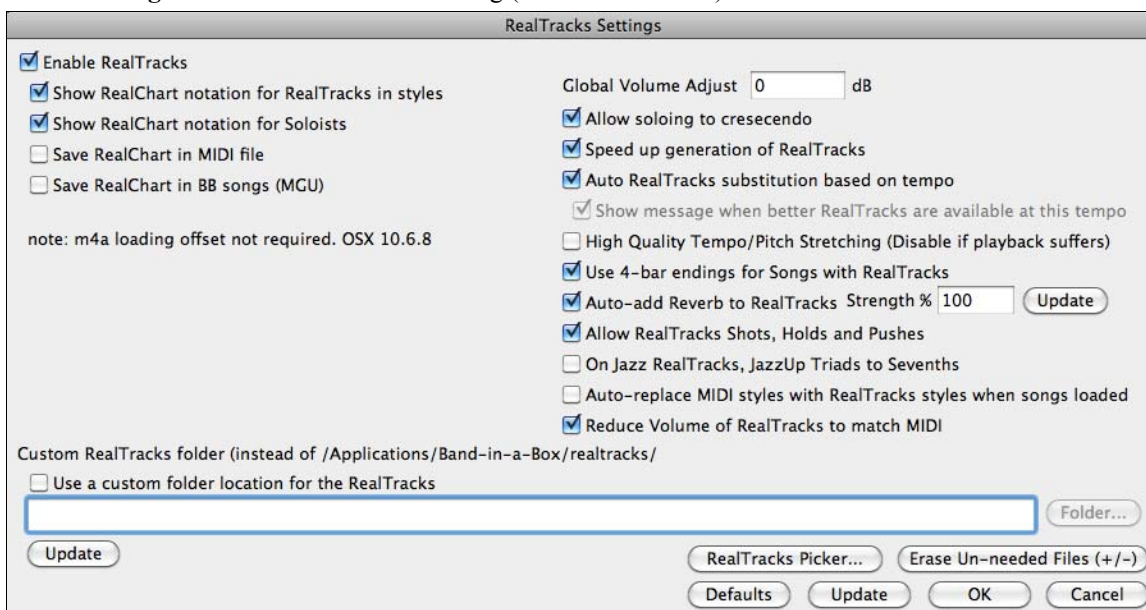 RealTracks Settings
Enable RealTracks
Show RealChart notation for RealTracks in styles
Show RealChart notation for Soloists
Save RealChart in MIDI file
Save RealChart in BB songs (MGU)
note: m4a loading offset not required. OSX 10.6.8
Global Volume Adjust 0 dB
Allow soloing to cresecendo
Speed up generation of RealTracks
Auto RealTracks substitution based on tempo
Show message when better RealTracks are available at this tempo
High Quality Tempo/Pitch Stretching (Disable if playback suffers)
Use 4-bar endings for Songs with RealTracks
Auto-add Reverb to RealTracks Strength % 100 Update
Allow RealTracks Shots, Holds and Pushes
On Jazz RealTracks, JazzUp Triads to Sevenths
Auto-replace MIDI styles with RealTracks styles when songs loaded
Reduce Volume of RealTracks to match MIDI
Custom RealTracks folder (instead of /Applications/Band-in-a-Box/realtracks/
Use a custom folder location for the RealTracks
Folder...
Update
RealTracks Picker... Erase Un-needed Files (+/-)
Defaults Update OK Cancel